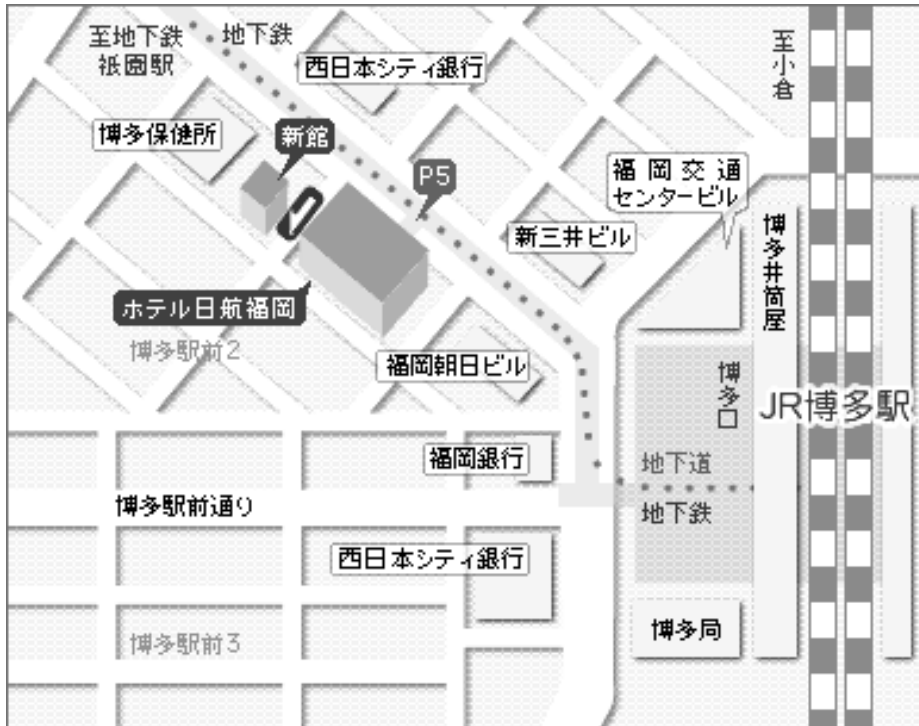 至地下鉄
祇園駅
地下鉄
西日本シティ銀行
至小倉
博多保健所
新館
P5
福岡交通
センタービル
新三井ビル
博多井筒屋
ホテル日航福岡
博多駅前2
福岡朝日ビル
博多口
JR博多駅
福岡銀行
地下道
博多駅前通り
地下鉄
西日本シティ銀行
博多駅前3
博多局